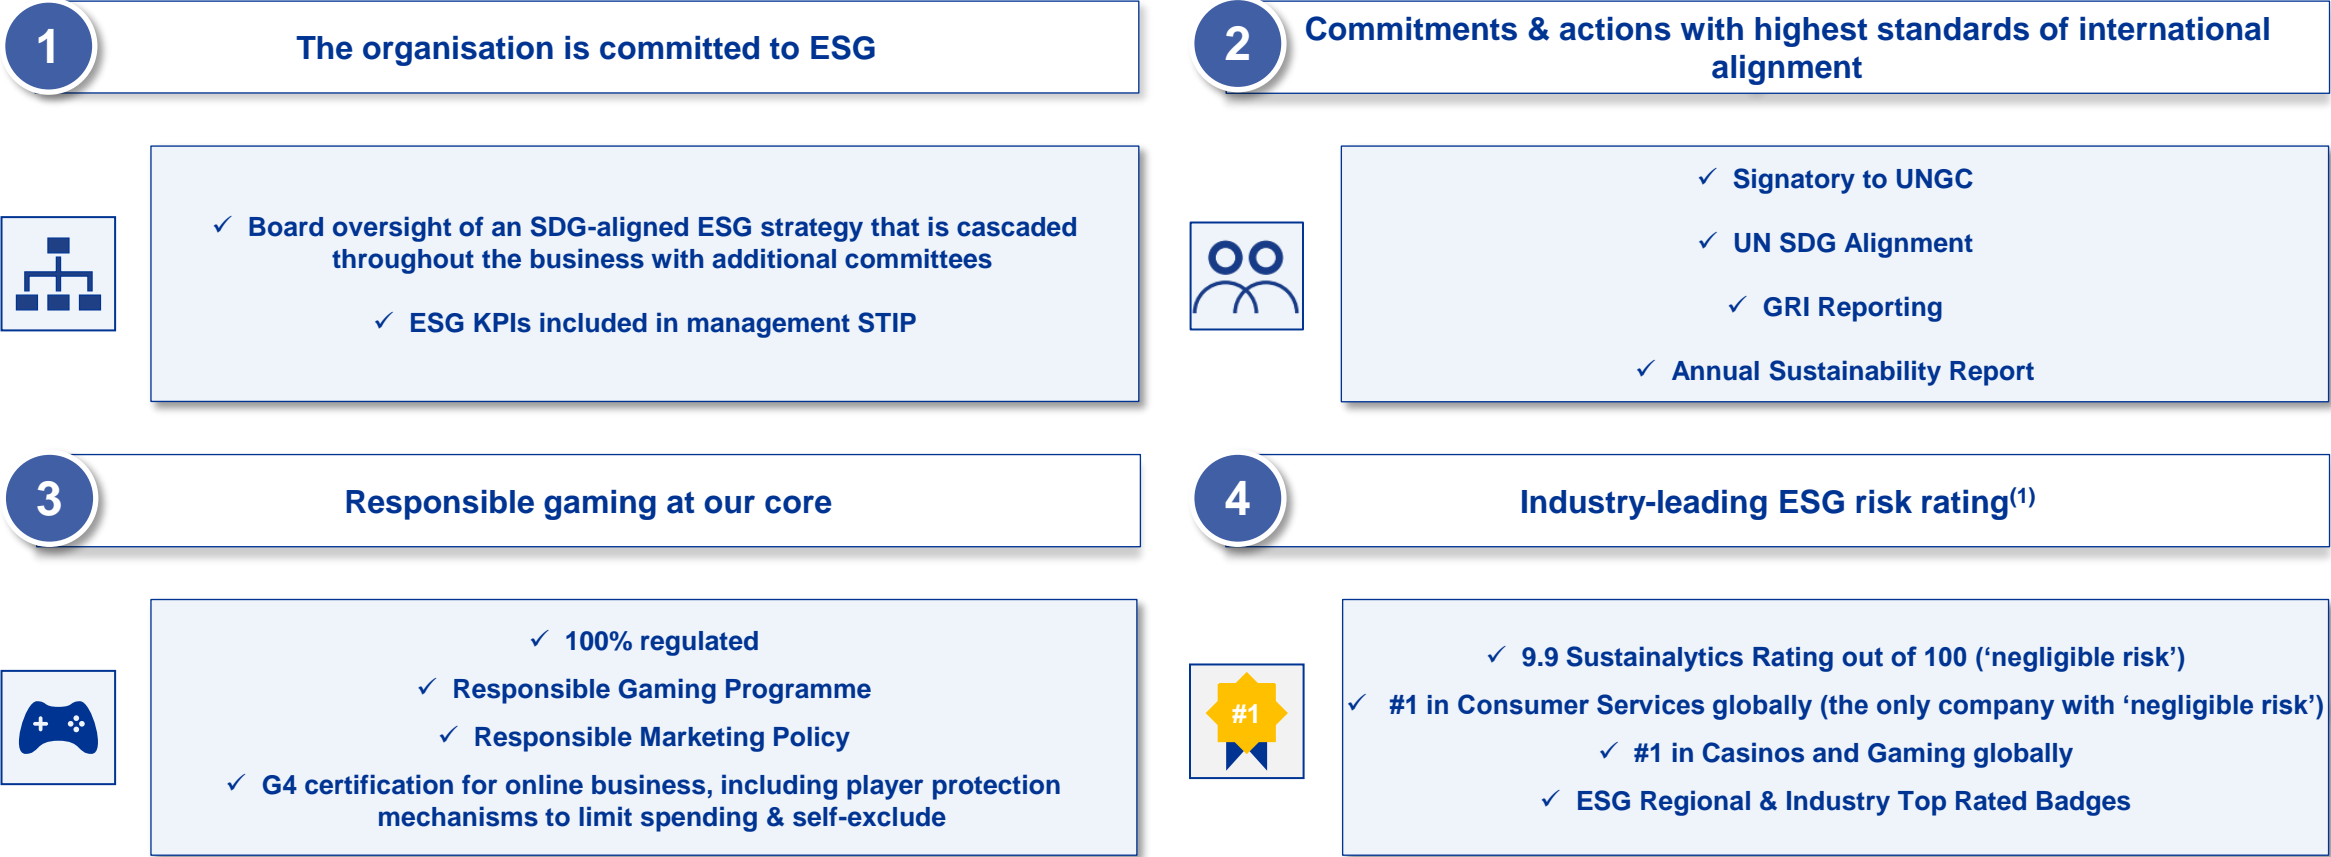 1
The organisation is committed to ESG
✓ Board oversight of an SDG-aligned ESG strategy that is cascaded
throughout the business with additional committees
✓ ESG KPIs included in management STIP
2
Commitments & actions with highest standards of international
alignment
✓ Signatory to UNGC
✓ UN SDG Alignment
✓ GRI Reporting
✓ Annual Sustainability Report
3
Responsible gaming at our core
✓ 100% regulated
✓ Responsible Gaming Programme
✓ Responsible Marketing Policy
✓ G4 certification for online business, including player protection
mechanisms to limit spending & self-exclude
4
Industry-leading ESG risk rating(1)
#1
✓ 9.9 Sustainalytics Rating out of 100 (‘negligible risk’)
✓ #1 in Consumer Services globally (the only company with ‘negligible risk’)
✓ #1 in Casinos and Gaming globally
✓ ESG Regional & Industry Top Rated Badges